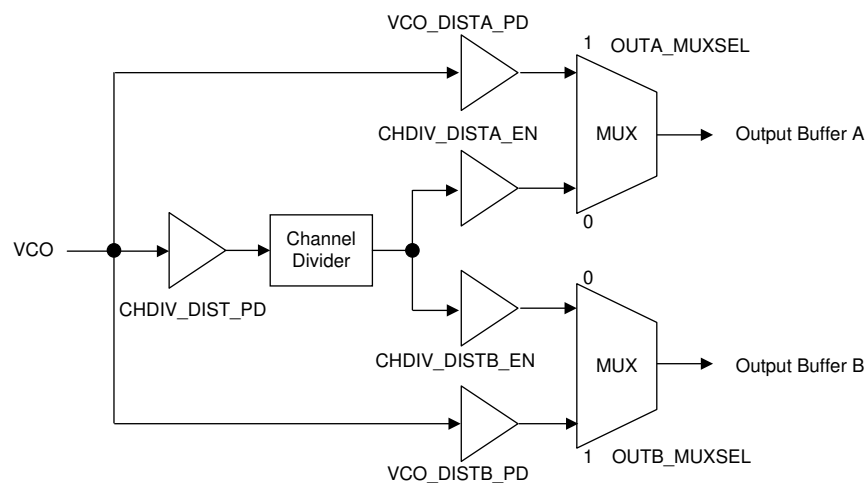 VCO_DISTA_PD
1 OUTA_MUXSEL
CHDIV_DISTA_EN
MUX
Output Buffer A
0
VCO
Channel
Divider
CHDIV_DIST_PD
0
CHDIV_DISTB_EN
MUX
Output Buffer B
1 OUTB_MUXSEL
VCO_DISTB_PD